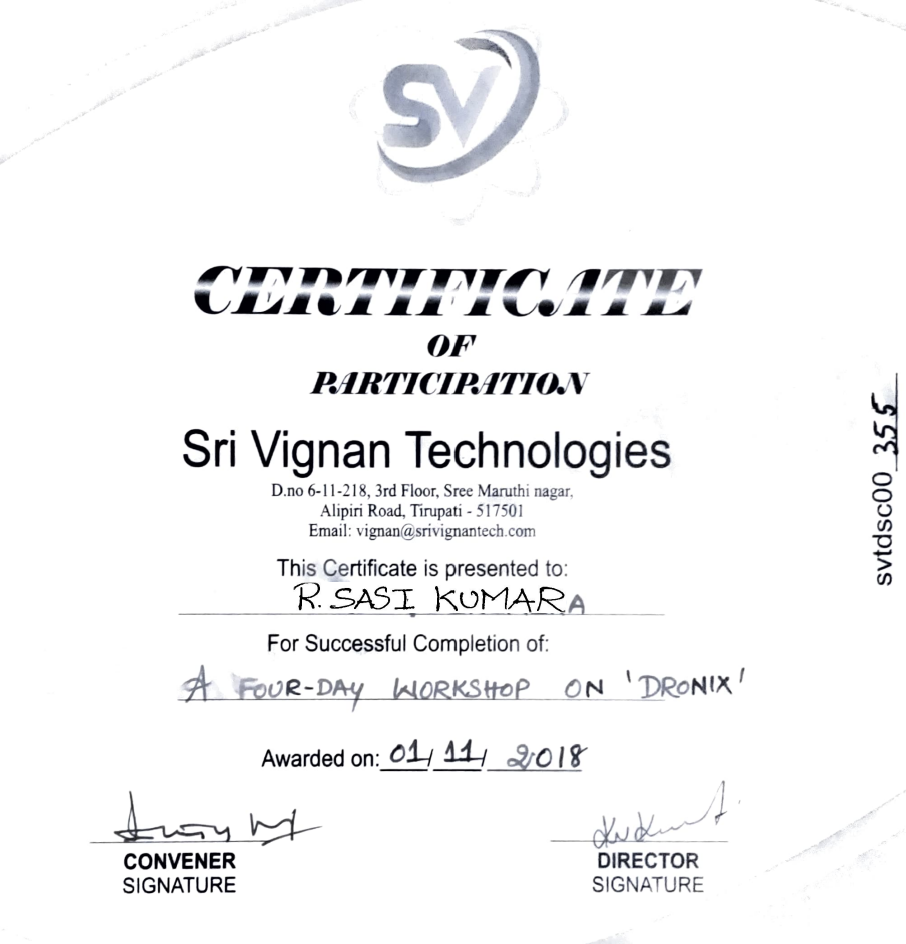 SV
CERTIFICATE
OF
PARTICIPATION
Sri Vignan Technologies
D.no 6-11-218, 3rd Floor, Sree Maruthi nagar,
Alipiri Road, Tirupati - 517501
Email: vignan@srivignantech.com
This Certificate is presented to:
R. SASI KUMARA
For Successful Completion of:
A FOUR-DAY WORKSHOP ON 'DRONIX'
Awarded on: 01/11/2018
CONVENER
SIGNATURE
DIRECTOR
SIGNATURE
svtdsc00 355